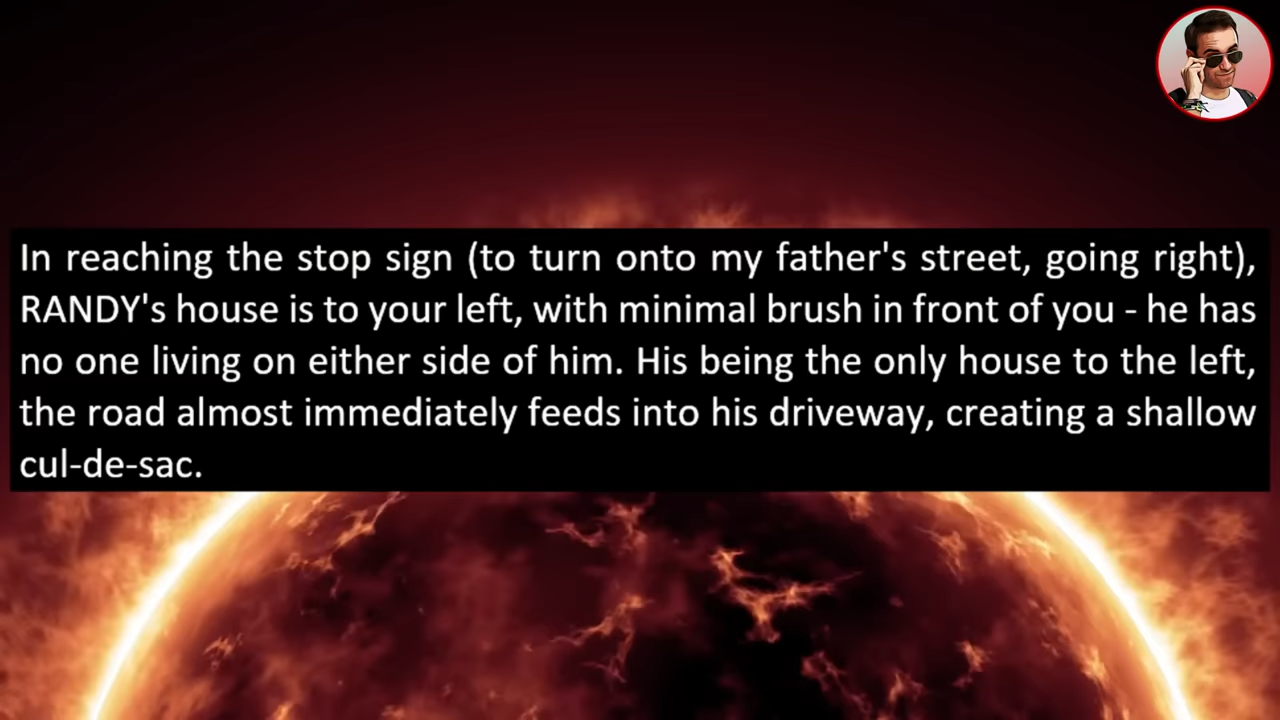 In reaching the stop sign (to turn onto my father's street, going right),
RANDY's house is to your left, with minimal brush in front of you - he has
no one living on either side of him. His being the only house to the left,
the road almost immediately feeds into his driveway, creating a shallow
cul-de-sac.